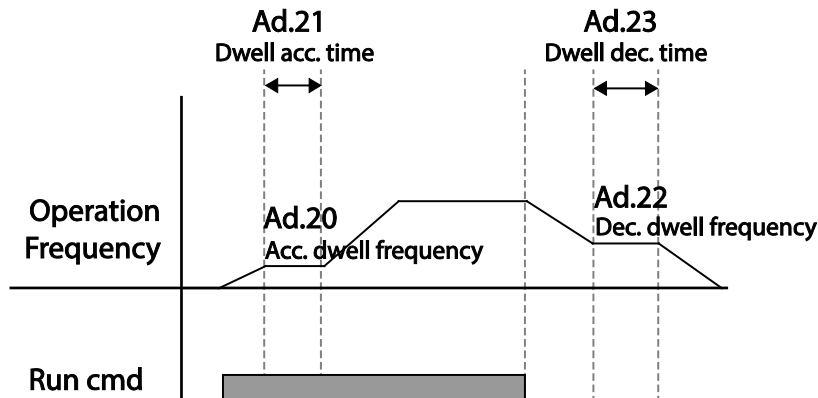 Ad.21
Dwell acc. time
Ad.23
Dwell dec. time
Operation
Frequency
Ad.20
Acc. dwell frequency
Ad.22
Dec. dwell frequency
Run cmd